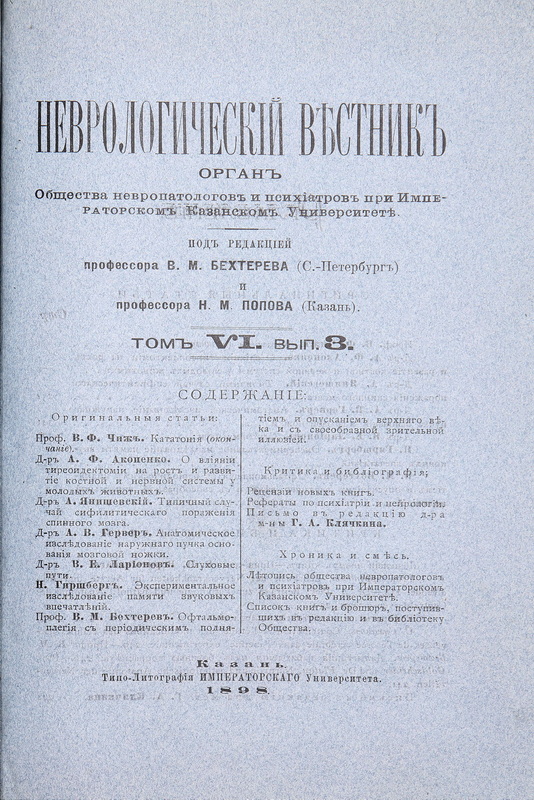 НЕВРОЛОГИЧЕСКІЙ ВѢСТНИКЪ
ОРГАНЪ
Общества невропатологовъ и психіатровъ при ИМПЕ-
РАТОРСКОМЪ Казанскомъ Университетѣ.
ПОДЪ РЕДАКЦІЕЙ
профессора В. М. БЕХТЕРЕВА (С.-Петербургъ)
и
профессора Н. М. ПОПОВА (Казань).
ТОМЪ VI. ВЫП. 3.
СОДЕРЖАНІЕ:
Оригинальныя статьи:
Проф. В. Ф. Чижъ. Кататонія (окон-
чаніе).
Д-ръ А. Ф. Акопенко. О вліяніи
тиреоидектоміи на ростъ и разви-
тіе костной и нервной системы у
молодыхъ животныхъ.
Д-ръ А. Янишевскій. Типичный слу-
чай сифилитическаго пораженія
спинного мозга.
Д-ръ А. В. Герверъ. Анатомическое
изслѣдованіе наружнаго пучка осно-
ванія мозговой ножки.
Д-ръ В. Е. Ларіоновъ. Слуховые
пути.
Н. Гиршбергъ. Экспериментальное
изслѣдованіе памяти звуковыхъ
впечатлѣній.
Проф. В. М. Бехтеревъ. Офтальмо-
плегія съ періодическимъ подня-
тіемъ и опусканіемъ верхняго вѣ-
ка и съ своеобразной зрительной
иллюзіей.
Критика и библіографія:
Рецензіи новыхъ книгъ.
Рефераты по психіатріи и нейрологіи.
Письмо въ редакцію д-ра
м-ны Г. А. Клячкина.
Хроника и смѣсь.
Лѣтопись общества невропатологовъ
и психіатровъ при Императорскомъ
Казанскомъ Университетѣ.
Списокъ книгъ и брошюръ, поступив-
шихъ въ редакцію и въ библіотеку
Общества.
Казань.
Типо-Литографія ИМПЕРАТОРСКАГО Университета.
1898